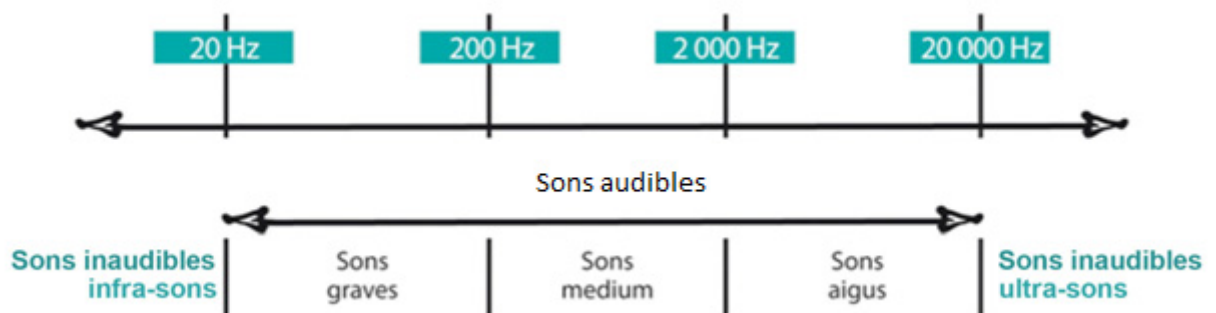 20 Hz
200 Hz
2 000 Hz
20 000 Hz
Sons audibles
Sons inaudibles
infra-sons
Sons
graves
Sons
medium
Sons
aigus
Sons inaudibles
ultra-sons